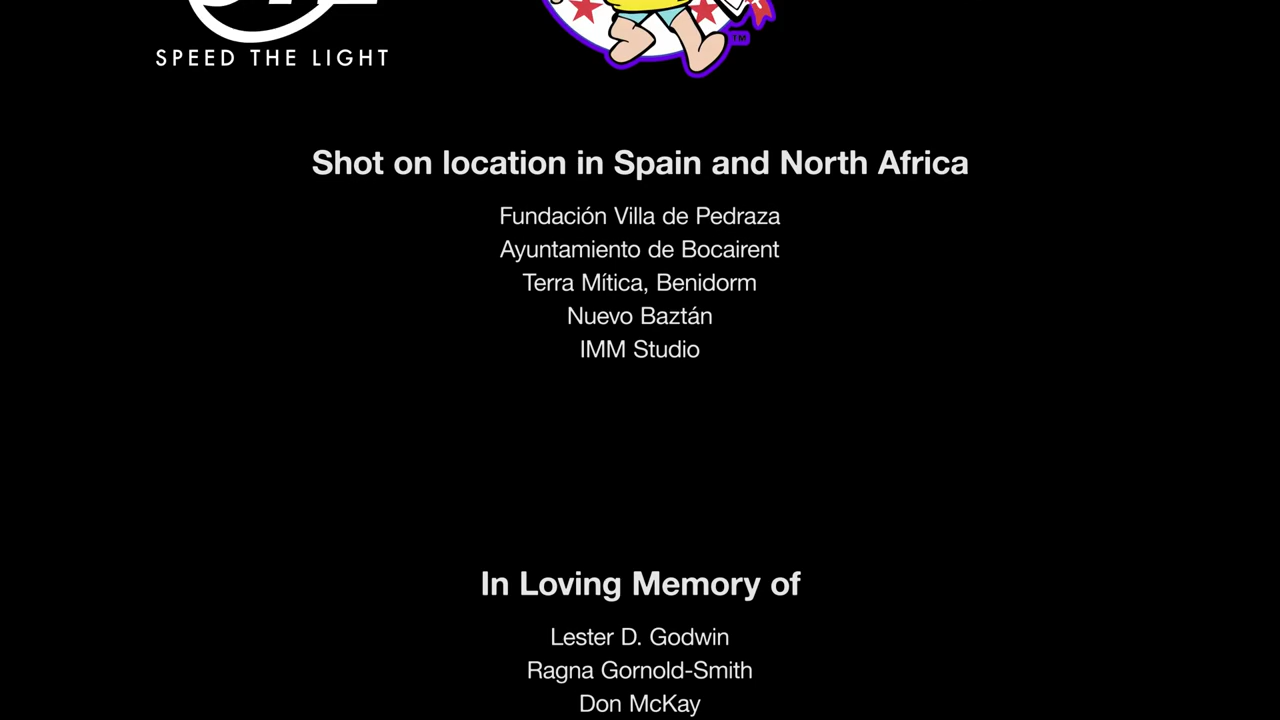 SPEED THE LIGHT
TM
Shot on location in Spain and North Africa
Fundación Villa de Pedraza
Ayuntamiento de Bocairent
Terra Mítica, Benidorm
Nuevo Baztán
IMM Studio
In Loving Memory of
Lester D. Godwin
Ragna Gornold-Smith
Don McKay